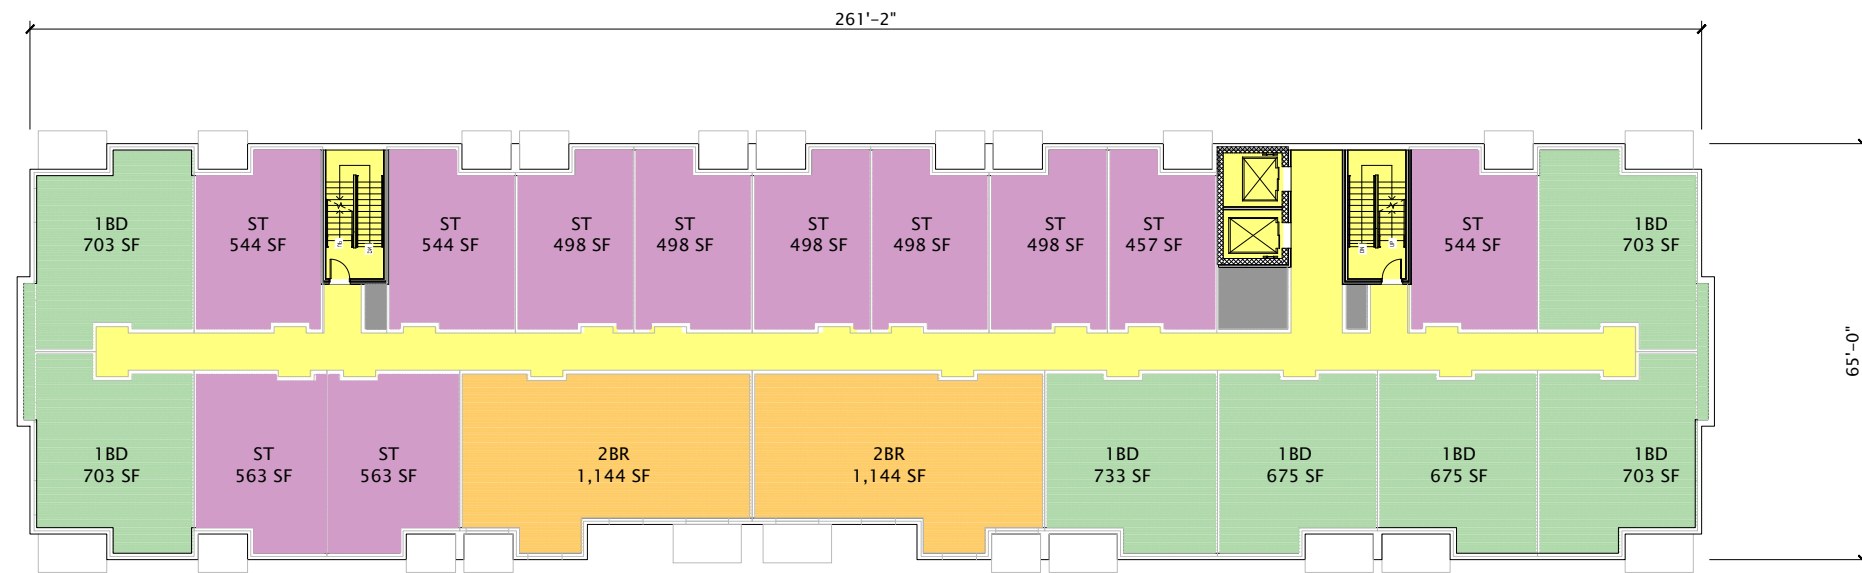 261'-2"
1BD
703 SF
ST
544 SF
ST
544 SF
ST
498 SF
ST
498 SF
ST
498 SF
ST
498 SF
ST
498 SF
ST
457 SF
ST
544 SF
1BD
703 SF
65'-0"
1BD
703 SF
ST
563 SF
ST
563 SF
2BR
1,144 SF
2BR
1,144 SF
1BD
733 SF
1BD
675 SF
1BD
675 SF
1BD
703 SF